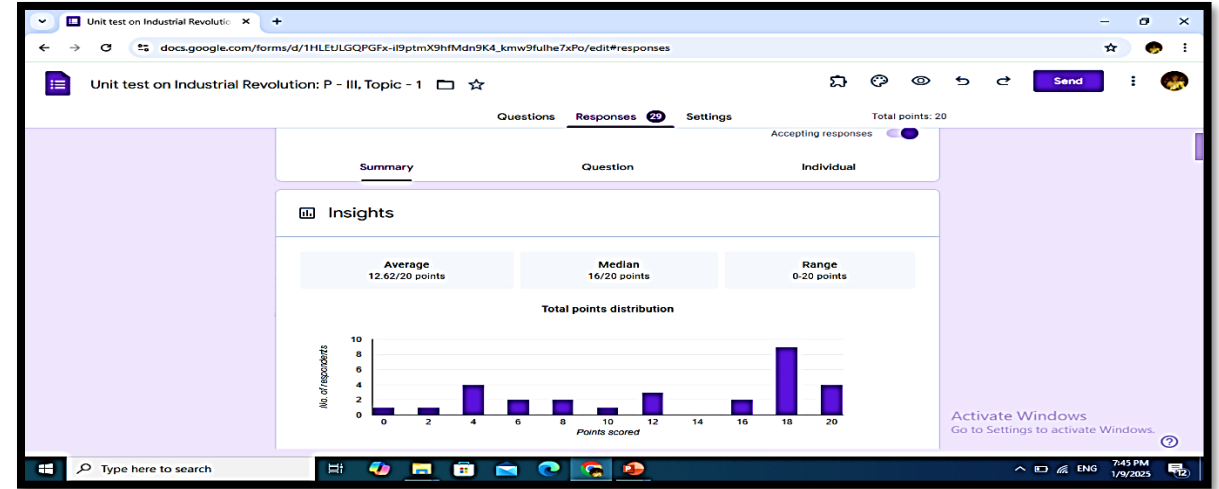 Unit test on Industrial Revolutio
docs.google.com/forms/d/1HLEtJLGQPGFx-il9ptmX9hfMdn9K4_kmw9fulhe7xPo/edit#responses
Unit test on Industrial Revolution: P - III, Topic - 1
Send
Questions Responses 29 Settings
Total points: 20
Accepting responses
Summary Question Individual
Insights
Average Median Range
12.62/20 points 16/20 points 0-20 points
Total points distribution
No. of respondents
10
8
6
4
2
0
0 2 4 6 8 10 12 14 16 18 20
Points scored
Activate Windows
Go to Settings to activate Windows.
Type here to search
ENG
7:45 PM
1/9/2025
12